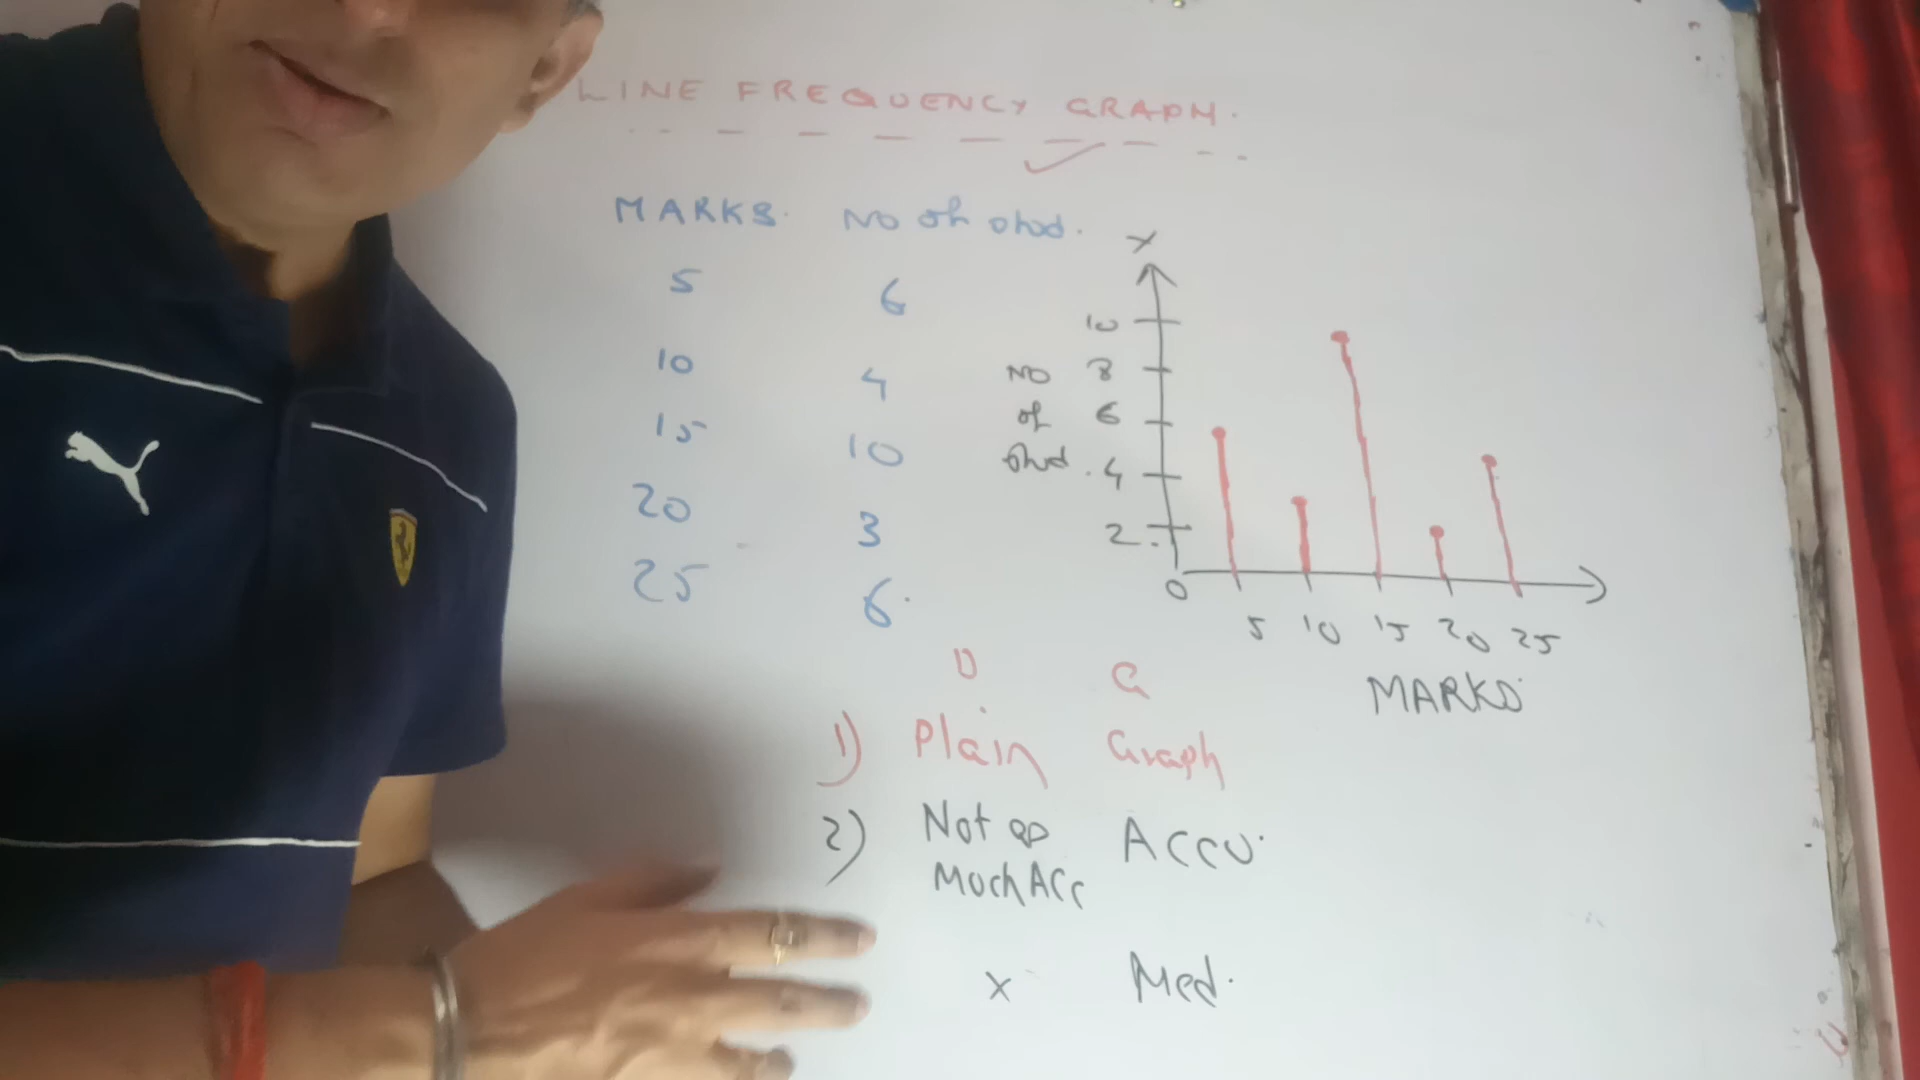 LINE FREQUENCY GRAPH.
MARKS. No of stud.
5 6
10 4
15 10
20 3
25 6.
Y
10
8
6
4
2
0
No
of
stud.
5 10 15 20 25
MARKS
D G
1) Plain Graph
2) Not so Accu.
Much Acc
x Med.